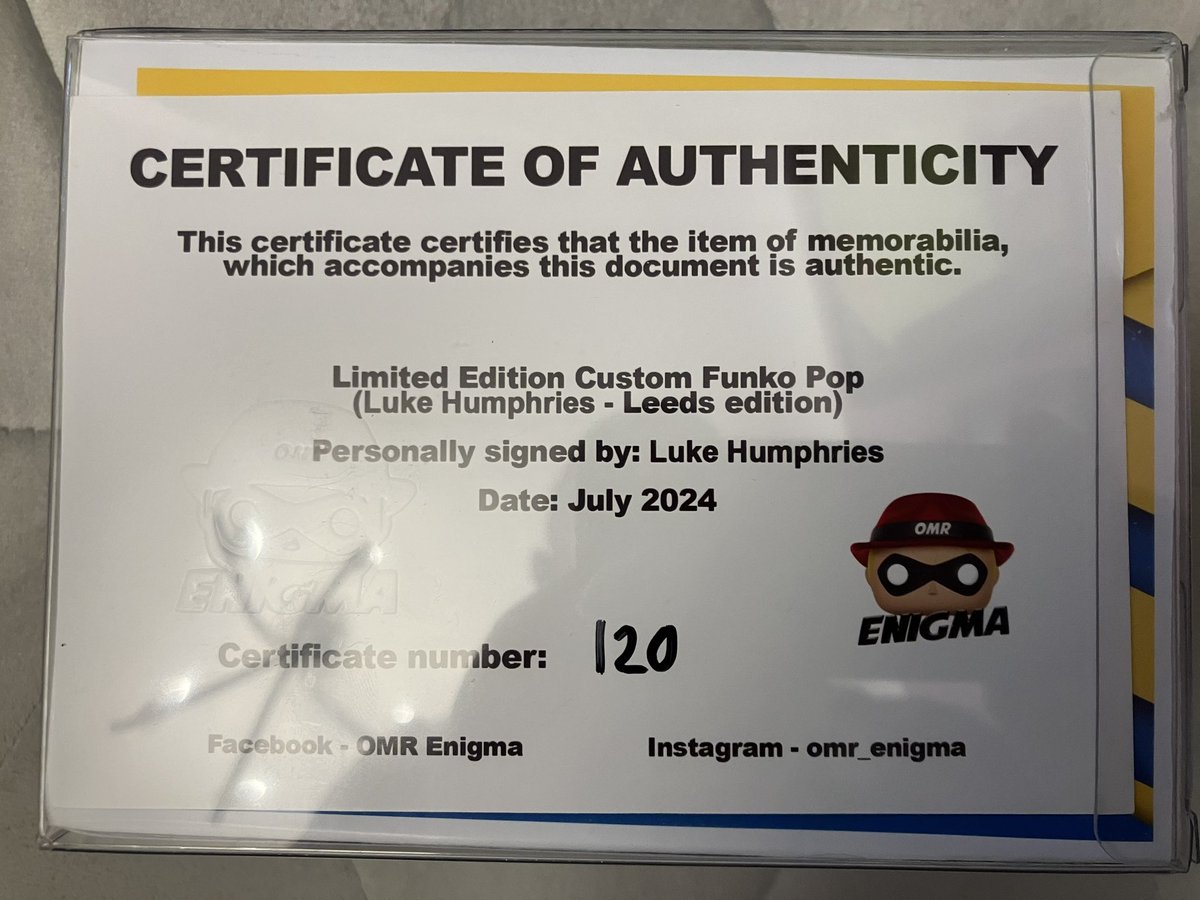 CERTIFICATE OF AUTHENTICITY
This certificate certifies that the item of memorabilia,
which accompanies this document is authentic.
Limited Edition Custom Funko Pop
(Luke Humphries - Leeds edition)
Personally signed by: Luke Humphries
Date: July 2024
OMR
ENIGMA
OMR
ENIGMA
Certificate number: 120
Facebook - OMR Enigma
Instagram - omr_enigma